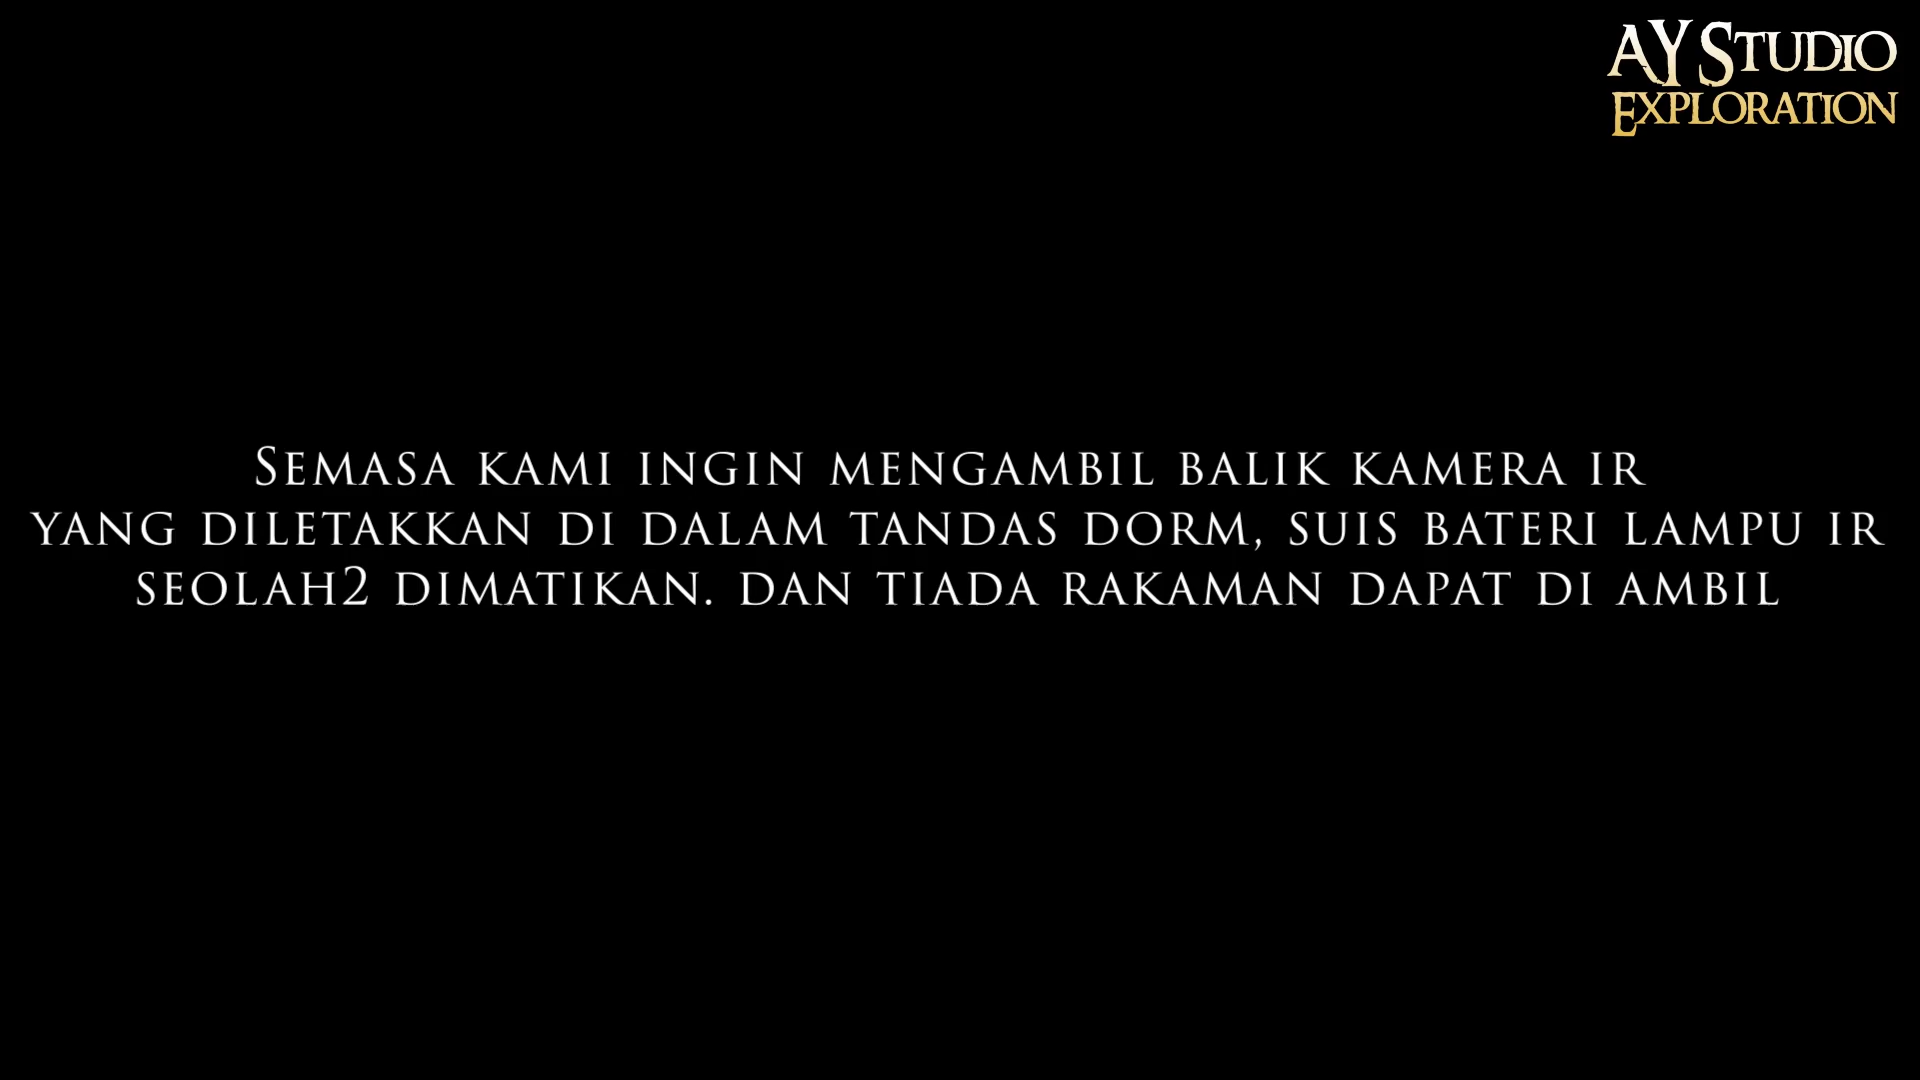 AY Studio
Exploration
Semasa kami ingin mengambil balik kamera ir
yang diletakkan di dalam tandas dorm, suis bateri lampu ir
seolah2 dimatikan. dan tiada rakaman dapat di ambil